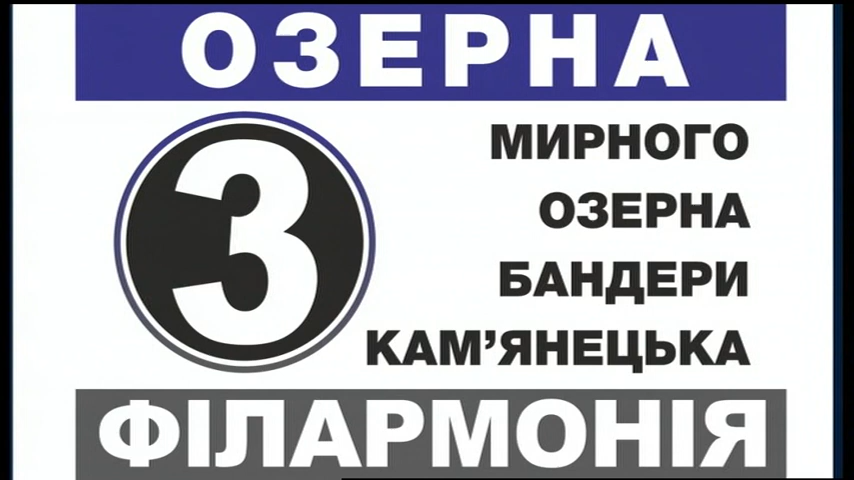 ОЗЕРНА
3
МИРНОГО
ОЗЕРНА
БАНДЕРИ
КАМ’ЯНЕЦЬКА
ФІЛАРМОНІЯ